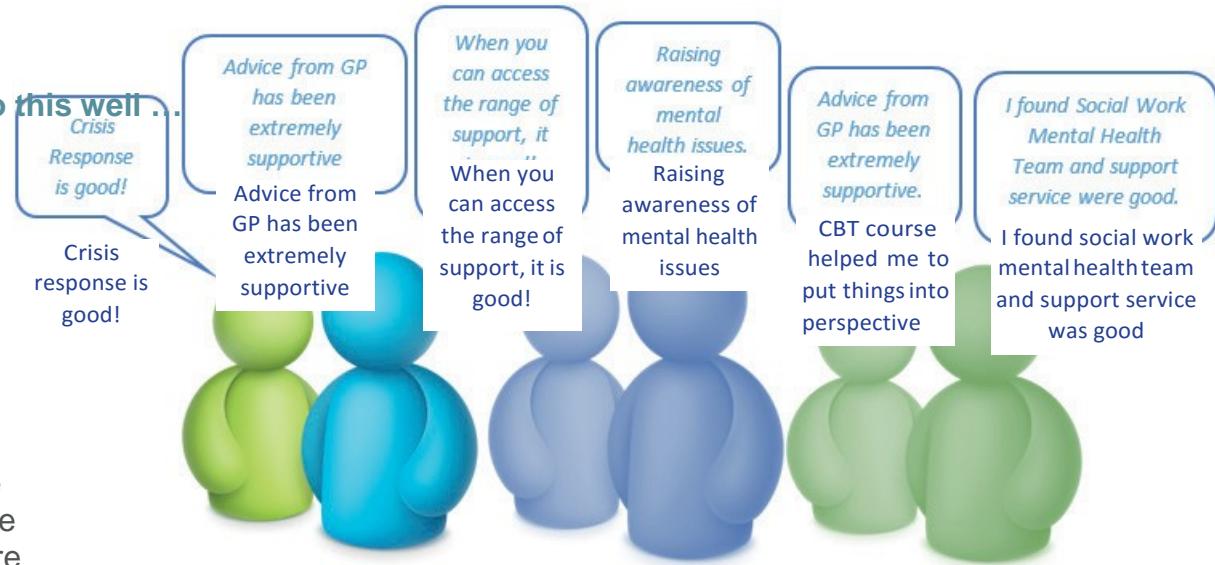 o this well …
Crisis
Response
is good!
Crisis
response is
good!
Advice from GP
has been
extremely
supportive
Advice from
GP has been
extremely
supportive
When you
can access
the range of
support, it
When you
can access
the range of
support, it is
good!
Raising
awareness of
mental
health issues.
Raising
awareness of
mental health
issues
Advice from
GP has been
extremely
supportive.
CBT course
helped me to
put things into
perspective
I found Social Work
Mental Health
Team and support
service were good.
I found social work
mental health team
and support service
was good